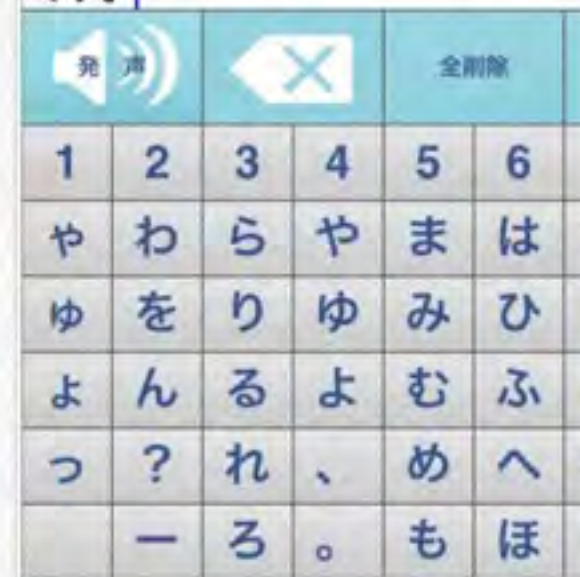 発声 全削除
1 2 3 4 5 6
ゃ わ ら や ま は
ゅ を り ゆ み ひ
ょ ん る よ む ふ
っ ? れ 、 め へ
ー ろ 。 も ほ